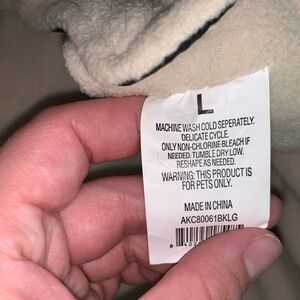 L
MACHINE WASH COLD SEPERATELY.
DELICATE CYCLE.
ONLY NON-CHLORINE BLEACH IF
NEEDED. TUMBLE DRY LOW.
RESHAPE AS NEEDED.
WARNING: THIS PRODUCT IS
FOR PETS ONLY.
MADE IN CHINA
AKC80061BKLG